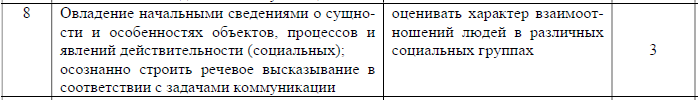 8
Овладение начальными сведениями о сущно-
сти и особенностях объектов, процессов и
явлений действительности (социальных);
осознанно строить речевое высказывание в
соответствии с задачами коммуникации
оценивать характер взаимоот-
ношений людей в различных
социальных группах
3